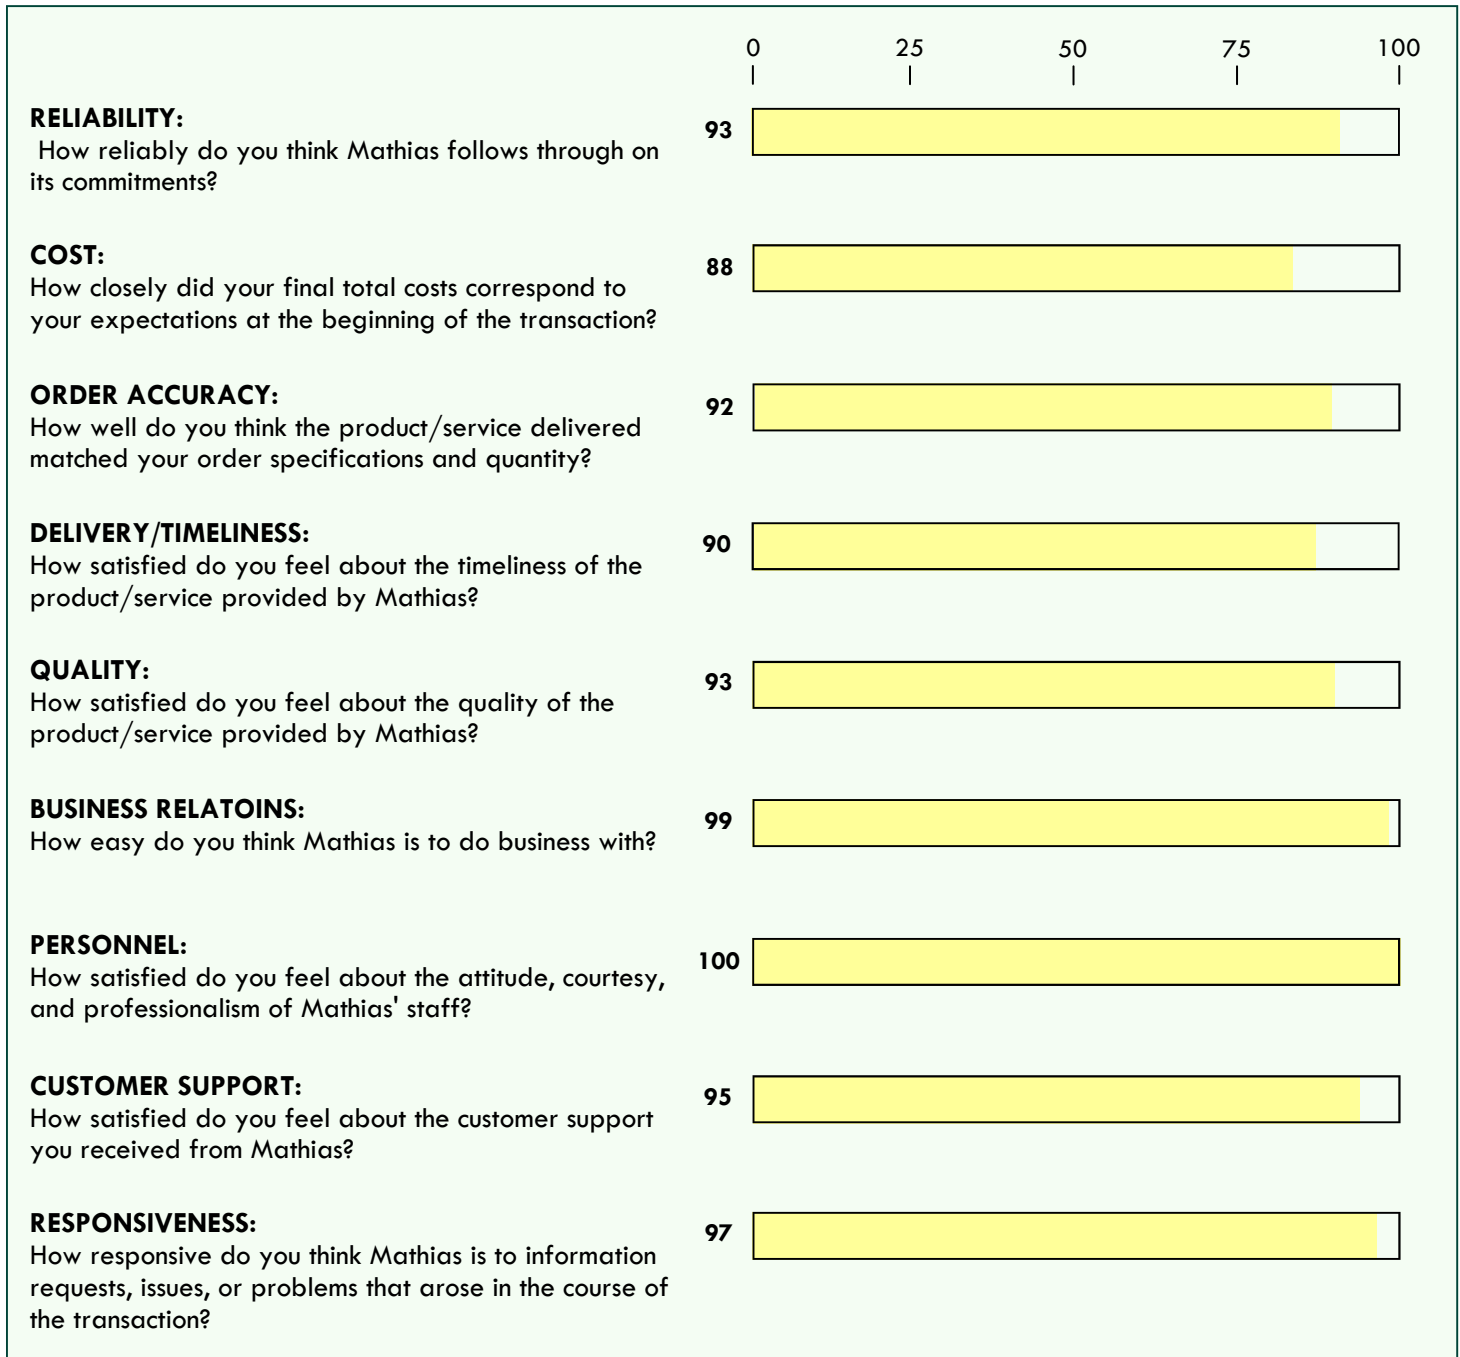 0 25 50 75 100
RELIABILITY:
How reliably do you think Mathias follows through on
its commitments?
93
COST:
How closely did your final total costs correspond to
your expectations at the beginning of the transaction?
88
ORDER ACCURACY:
How well do you think the product/service delivered
matched your order specifications and quantity?
92
DELIVERY/TIMELINESS:
How satisfied do you feel about the timeliness of the
product/service provided by Mathias?
90
QUALITY:
How satisfied do you feel about the quality of the
product/service provided by Mathias?
93
BUSINESS RELATOINS:
How easy do you think Mathias is to do business with?
99
PERSONNEL:
How satisfied do you feel about the attitude, courtesy,
and professionalism of Mathias' staff?
100
CUSTOMER SUPPORT:
How satisfied do you feel about the customer support
you received from Mathias?
95
RESPONSIVENESS:
How responsive do you think Mathias is to information
requests, issues, or problems that arose in the course of
the transaction?
97